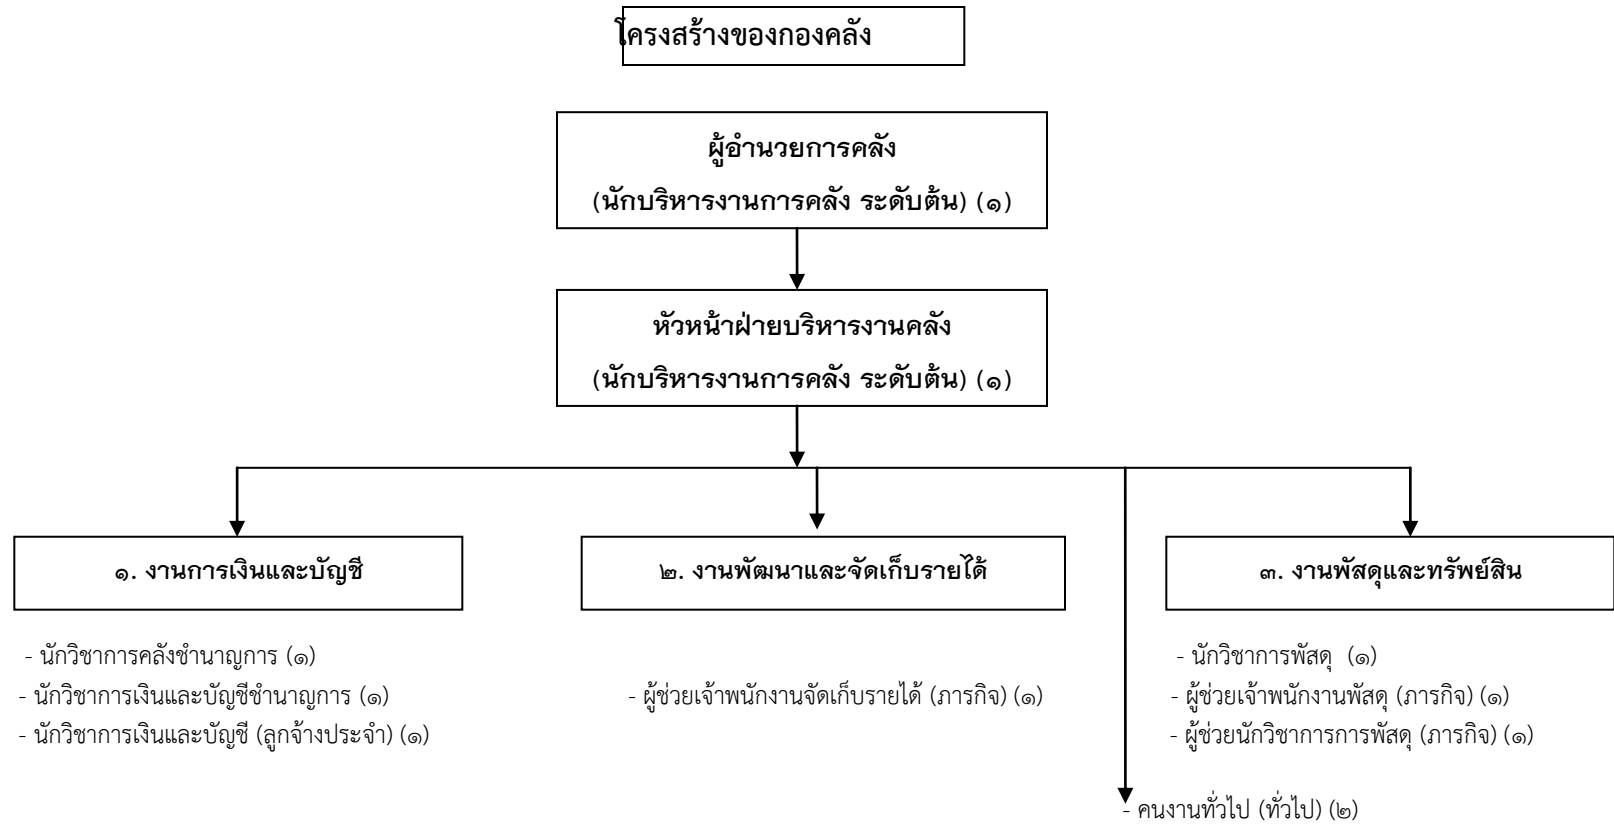 โครงสร้างของกองคลัง
ผู้อำนวยการคลัง
(นักบริหารงานการคลัง ระดับต้น) (๑)
หัวหน้าฝ่ายบริหารงานคลัง
(นักบริหารงานการคลัง ระดับต้น) (๑)
๑. งานการเงินและบัญชี
- นักวิชาการคลังชำนาญการ (๑)
- นักวิชาการเงินและบัญชีชำนาญการ (๑)
- นักวิชาการเงินและบัญชี (ลูกจ้างประจำ) (๑)
๒. งานพัฒนาและจัดเก็บรายได้
- ผู้ช่วยเจ้าพนักงานจัดเก็บรายได้ (ภารกิจ) (๑)
๓. งานพัสดุและทรัพย์สิน
- นักวิชาการพัสดุ (๑)
- ผู้ช่วยเจ้าพนักงานพัสดุ (ภารกิจ) (๑)
- ผู้ช่วยนักวิชาการการพัสดุ (ภารกิจ) (๑)
- คนงานทั่วไป (ทั่วไป) (๒)